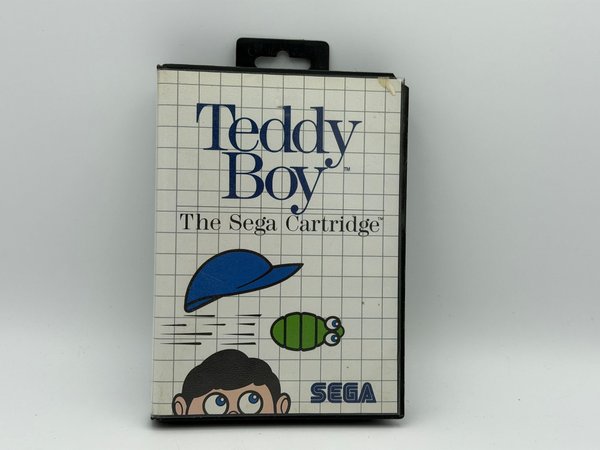 Teddy
Boy™
The Sega Cartridge™
SEGA